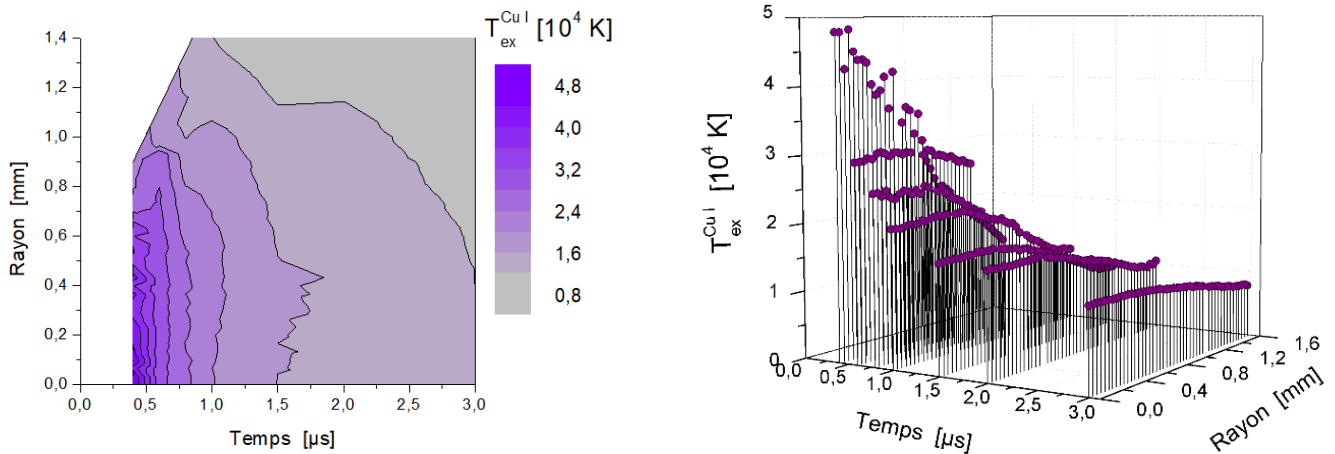 T_ex^Cu I [10^4 K]
1,4
1,2
1,0
0,8
0,6
0,4
0,2
0,0
Rayon [mm]
0,0 0,5 1,0 1,5 2,0 2,5 3,0
Temps [µs]
4,8
4,0
3,2
2,4
1,6
0,8
5
4
3
2
1
0
T_ex^Cu I [10^4 K]
0,0 0,5 1,0 1,5 2,0 2,5 3,0
Temps [µs]
0,0 0,4 0,8 1,2 1,6
Rayon [mm]